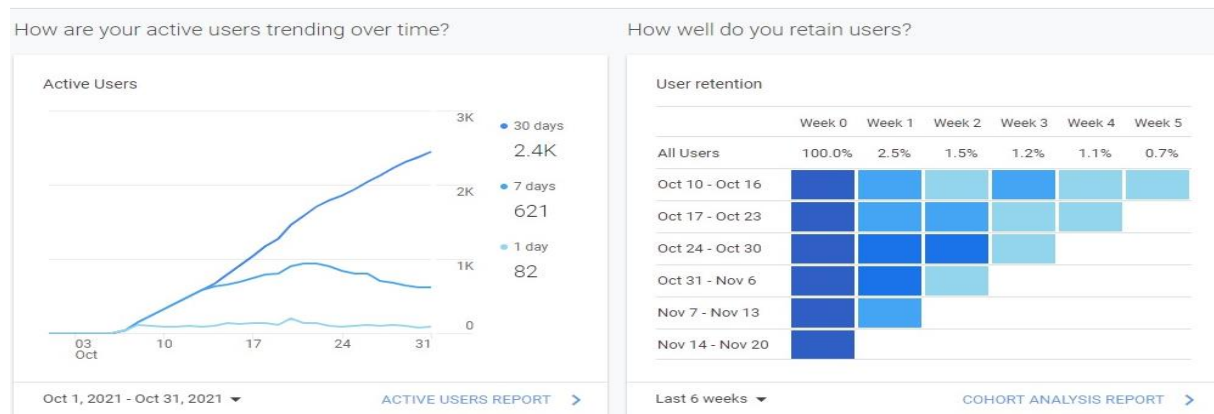 How are your active users trending over time?
Active Users
3K
2K
1K
0
30 days
2.4K
7 days
621
1 day
82
03 10 17 24 31
Oct
Oct 1, 2021 - Oct 31, 2021
ACTIVE USERS REPORT
How well do you retain users?
User retention
Week 0 Week 1 Week 2 Week 3 Week 4 Week 5
All Users 100.0% 2.5% 1.5% 1.2% 1.1% 0.7%
Oct 10 - Oct 16
Oct 17 - Oct 23
Oct 24 - Oct 30
Oct 31 - Nov 6
Nov 7 - Nov 13
Nov 14 - Nov 20
Last 6 weeks
COHORT ANALYSIS REPORT